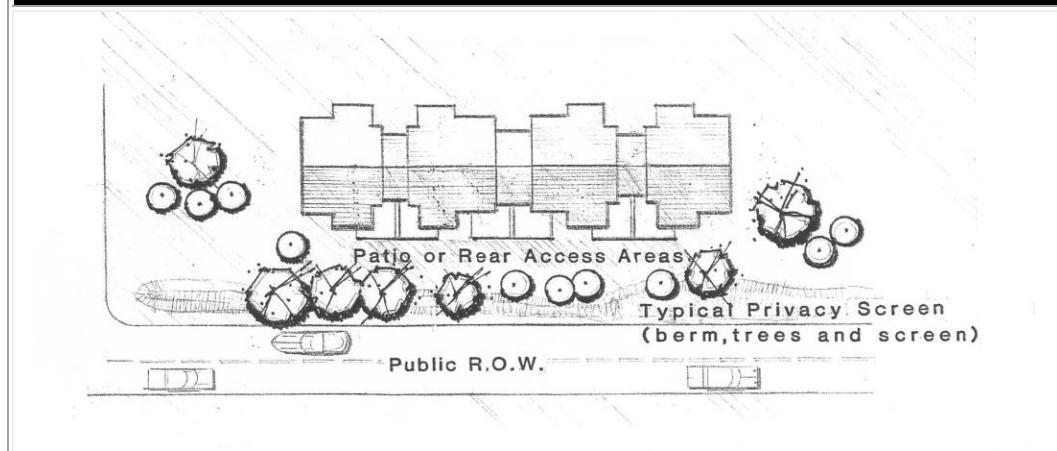 Patio or Rear Access Areas
Typical Privacy Screen
(berm,trees and screen)
Public R.O.W.